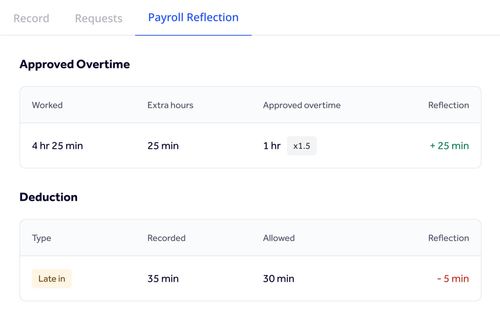 Record Requests Payroll Reflection
Approved Overtime
Worked Extra hours Approved overtime Reflection
4 hr 25 min 25 min 1 hr x1.5 + 25 min
Deduction
Type Recorded Allowed Reflection
Late in 35 min 30 min - 5 min